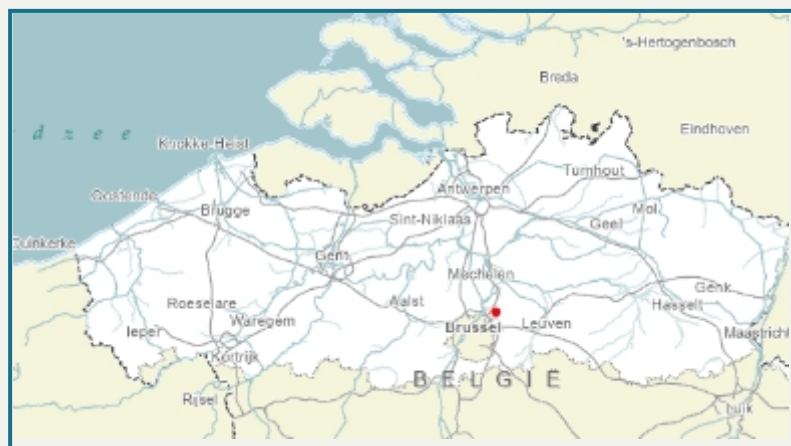 's-Hertogenbosch
Breda
d z e e
Eindhoven
Knokke-Heist
Turnhout
Oostende
Antwerpen
Brugge
Mol
Sint-Niklaas
Geel
Duinkerke
Gent
Mechelen
Genk
Roeselare
Aalst
Hasselt
Ieper
Waregem
Brussel
Leuven
Maastricht
Kortrijk
BELGIË
Rijsel
Luik